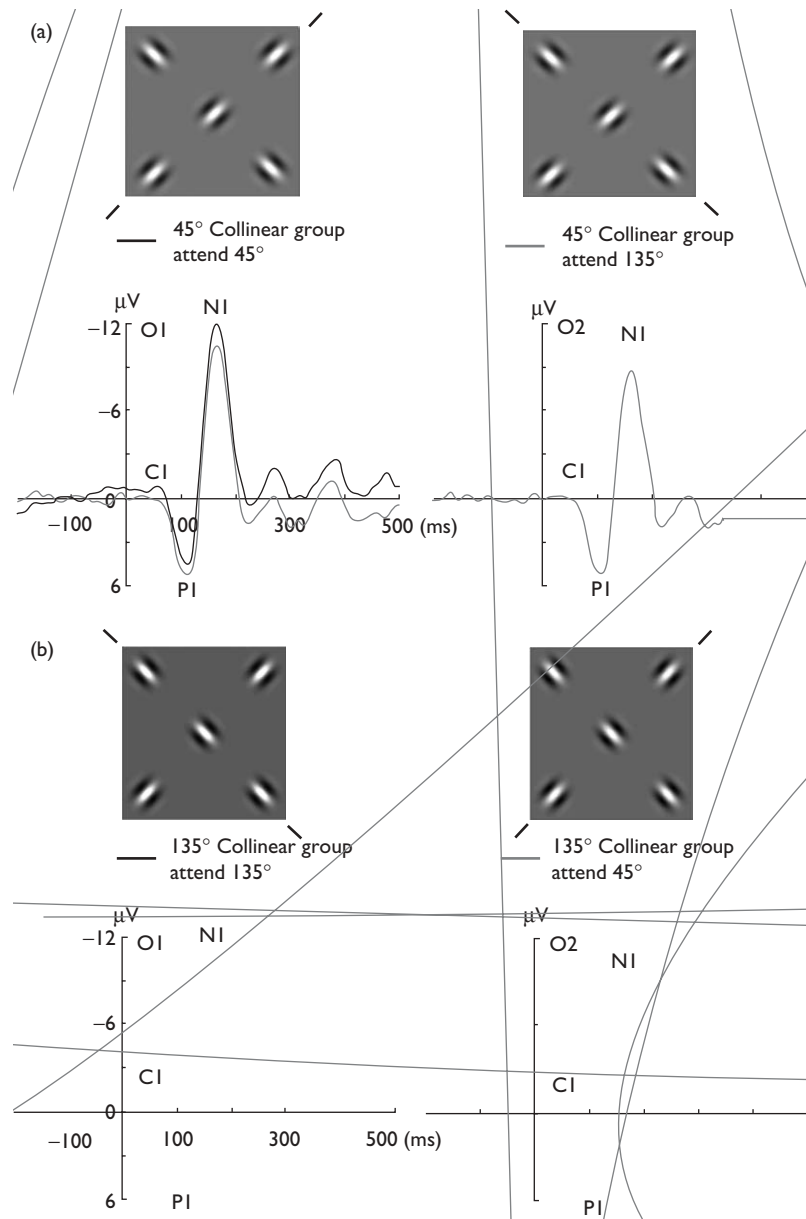 (a)
45° Collinear group
attend 45°
45° Collinear group
attend 135°
μV
−12
O1
N1
−6
C1
0
−100
100
300
500
(ms)
6
P1
μV
O2
N1
C1
P1
(b)
135° Collinear group
attend 135°
135° Collinear group
attend 45°
μV
−12
O1
N1
−6
C1
0
−100
100
300
500
(ms)
6
P1
μV
O2
N1
C1
P1